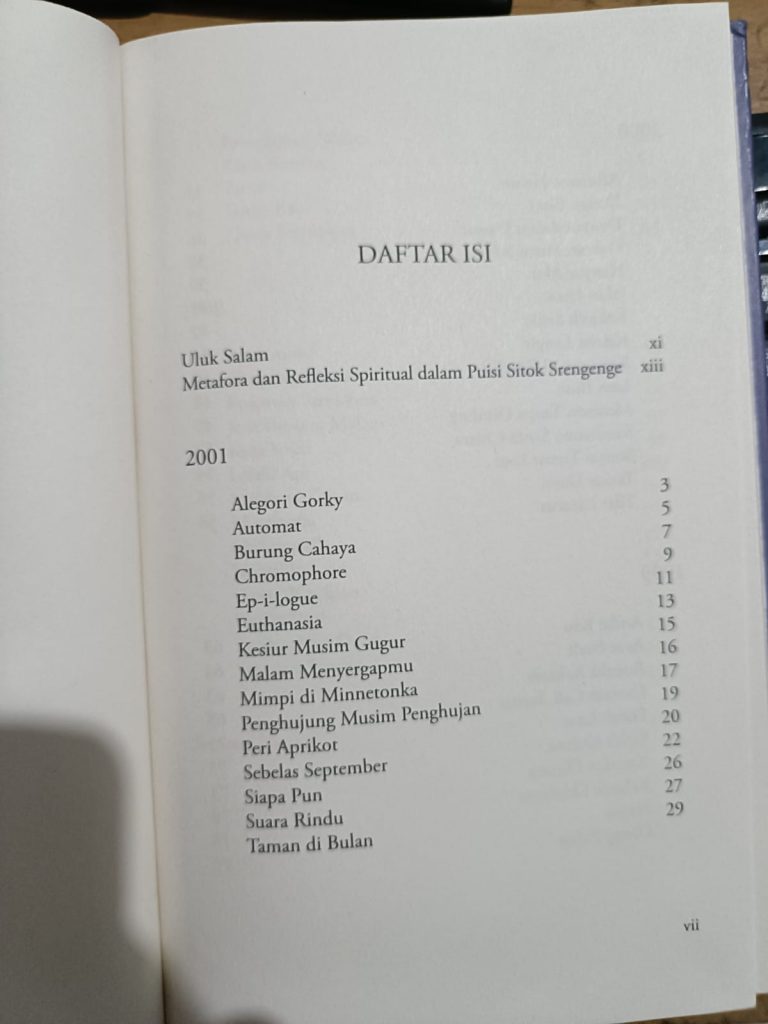 DAFTAR ISI
Uluk Salam xi
Metafora dan Refleksi Spiritual dalam Puisi Sitok Srengenge xiii
2001
Alegori Gorky 3
Automat 5
Burung Cahaya 7
Chromophore 9
Ep-i-logue 11
Euthanasia 13
Kesiur Musim Gugur 15
Malam Menyergapmu 16
Mimpi di Minnetonka 17
Penghujung Musim Penghujan 19
Peri Aprikot 20
Sebelas September 22
Siapa Pun 26
Suara Rindu 27
Taman di Bulan 29
vii